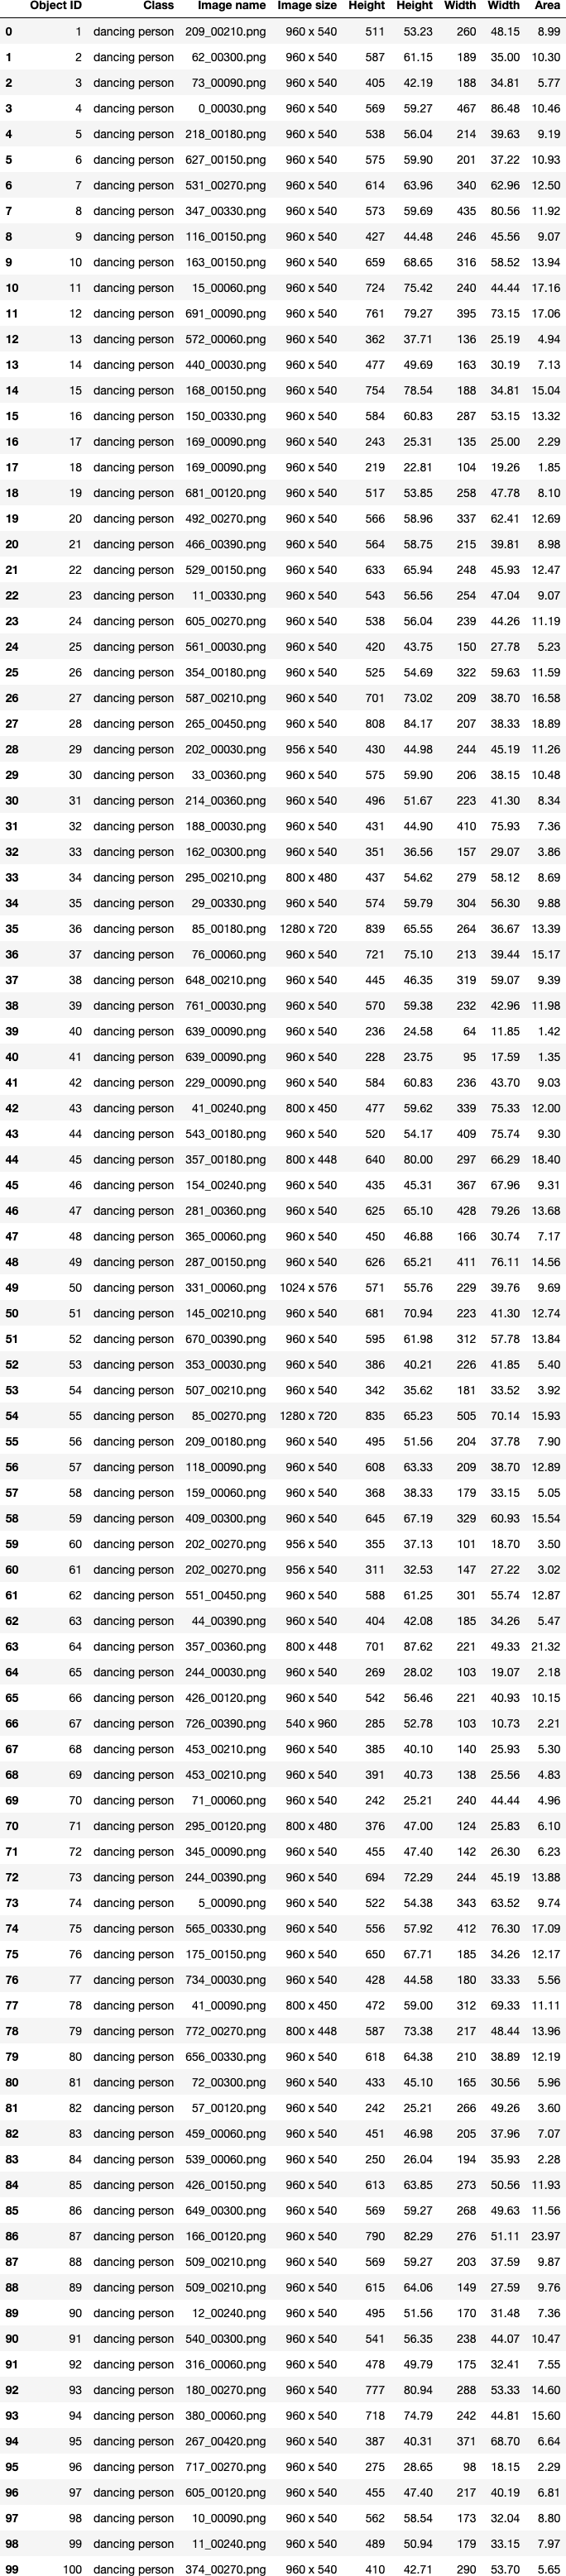 Object ID Class Image name Image size Height Height Width Width Area
0 1 dancing person 209_00210.png 960 x 540 511 53.23 260 48.15 8.99
1 2 dancing person 62_00300.png 960 x 540 587 61.15 189 35.00 10.30
2 3 dancing person 73_00090.png 960 x 540 405 42.19 188 34.81 5.77
3 4 dancing person 0_00030.png 960 x 540 569 59.27 467 86.48 10.46
4 5 dancing person 218_00180.png 960 x 540 538 56.04 214 39.63 9.19
5 6 dancing person 627_00150.png 960 x 540 575 59.90 201 37.22 10.93
6 7 dancing person 531_00270.png 960 x 540 614 63.96 340 62.96 12.50
7 8 dancing person 347_00330.png 960 x 540 573 59.69 435 80.56 11.92
8 9 dancing person 116_00150.png 960 x 540 427 44.48 246 45.56 9.07
9 10 dancing person 163_00150.png 960 x 540 659 68.65 316 58.52 13.94
10 11 dancing person 15_00060.png 960 x 540 724 75.42 240 44.44 17.16
11 12 dancing person 691_00090.png 960 x 540 761 79.27 395 73.15 17.06
12 13 dancing person 572_00060.png 960 x 540 362 37.71 136 25.19 4.94
13 14 dancing person 440_00030.png 960 x 540 477 49.69 163 30.19 7.13
14 15 dancing person 168_00150.png 960 x 540 754 78.54 188 34.81 15.04
15 16 dancing person 150_00330.png 960 x 540 584 60.83 287 53.15 13.32
16 17 dancing person 169_00090.png 960 x 540 243 25.31 135 25.00 2.29
17 18 dancing person 169_00090.png 960 x 540 219 22.81 104 19.26 1.85
18 19 dancing person 681_00120.png 960 x 540 517 53.85 258 47.78 8.10
19 20 dancing person 492_00270.png 960 x 540 566 58.96 337 62.41 12.69
20 21 dancing person 466_00390.png 960 x 540 564 58.75 215 39.81 8.98
21 22 dancing person 529_00150.png 960 x 540 633 65.94 248 45.93 12.47
22 23 dancing person 11_00330.png 960 x 540 543 56.56 254 47.04 9.07
23 24 dancing person 605_00270.png 960 x 540 538 56.04 239 44.26 11.19
24 25 dancing person 561_00030.png 960 x 540 420 43.75 150 27.78 5.23
25 26 dancing person 354_00180.png 960 x 540 525 54.69 322 59.63 11.59
26 27 dancing person 587_00210.png 960 x 540 701 73.02 209 38.70 16.58
27 28 dancing person 265_00450.png 960 x 540 808 84.17 207 38.33 18.89
28 29 dancing person 202_00030.png 956 x 540 430 44.98 244 45.19 11.26
29 30 dancing person 33_00360.png 960 x 540 575 59.90 206 38.15 10.48
30 31 dancing person 214_00360.png 960 x 540 496 51.67 223 41.30 8.34
31 32 dancing person 188_00030.png 960 x 540 431 44.90 410 75.93 7.36
32 33 dancing person 162_00300.png 960 x 540 351 36.56 157 29.07 3.86
33 34 dancing person 295_00210.png 800 x 480 437 54.62 279 58.12 8.69
34 35 dancing person 29_00330.png 960 x 540 574 59.79 304 56.30 9.88
35 36 dancing person 85_00180.png 1280 x 720 839 65.55 264 36.67 13.39
36 37 dancing person 76_00060.png 960 x 540 721 75.10 213 39.44 15.17
37 38 dancing person 648_00210.png 960 x 540 445 46.35 319 59.07 9.39
38 39 dancing person 761_00030.png 960 x 540 570 59.38 232 42.96 11.98
39 40 dancing person 639_00090.png 960 x 540 236 24.58 64 11.85 1.42
40 41 dancing person 639_00090.png 960 x 540 228 23.75 95 17.59 1.35
41 42 dancing person 229_00090.png 960 x 540 584 60.83 236 43.70 9.03
42 43 dancing person 41_00240.png 800 x 450 477 59.62 339 75.33 12.00
43 44 dancing person 543_00180.png 960 x 540 520 54.17 409 75.74 9.30
44 45 dancing person 357_00180.png 800 x 448 640 80.00 297 66.29 18.40
45 46 dancing person 154_00240.png 960 x 540 435 45.31 367 67.96 9.31
46 47 dancing person 281_00360.png 960 x 540 625 65.10 428 79.26 13.68
47 48 dancing person 365_00060.png 960 x 540 450 46.88 166 30.74 7.17
48 49 dancing person 287_00150.png 960 x 540 626 65.21 411 76.11 14.56
49 50 dancing person 331_00060.png 1024 x 576 571 55.76 229 39.76 9.69
50 51 dancing person 145_00210.png 960 x 540 681 70.94 223 41.30 12.74
51 52 dancing person 670_00390.png 960 x 540 595 61.98 312 57.78 13.84
52 53 dancing person 353_00030.png 960 x 540 386 40.21 226 41.85 5.40
53 54 dancing person 507_00210.png 960 x 540 342 35.62 181 33.52 3.92
54 55 dancing person 85_00270.png 1280 x 720 835 65.23 505 70.14 15.93
55 56 dancing person 209_00180.png 960 x 540 495 51.56 204 37.78 7.90
56 57 dancing person 118_00090.png 960 x 540 608 63.33 209 38.70 12.89
57 58 dancing person 159_00060.png 960 x 540 368 38.33 179 33.15 5.05
58 59 dancing person 409_00300.png 960 x 540 645 67.19 329 60.93 15.54
59 60 dancing person 202_00270.png 956 x 540 355 37.13 101 18.70 3.50
60 61 dancing person 202_00270.png 956 x 540 311 32.53 147 27.22 3.02
61 62 dancing person 551_00450.png 960 x 540 588 61.25 301 55.74 12.87
62 63 dancing person 44_00390.png 960 x 540 404 42.08 185 34.26 5.47
63 64 dancing person 357_00360.png 800 x 448 701 87.62 221 49.33 21.32
64 65 dancing person 244_00030.png 960 x 540 269 28.02 103 19.07 2.18
65 66 dancing person 426_00120.png 960 x 540 542 56.46 221 40.93 10.15
66 67 dancing person 726_00390.png 540 x 960 285 52.78 103 10.73 2.21
67 68 dancing person 453_00210.png 960 x 540 385 40.10 140 25.93 5.30
68 69 dancing person 453_00210.png 960 x 540 391 40.73 138 25.56 4.83
69 70 dancing person 71_00060.png 960 x 540 242 25.21 240 44.44 4.96
70 71 dancing person 295_00120.png 800 x 480 376 47.00 124 25.83 6.10
71 72 dancing person 345_00090.png 960 x 540 455 47.40 142 26.30 6.23
72 73 dancing person 244_00390.png 960 x 540 694 72.29 244 45.19 13.88
73 74 dancing person 5_00090.png 960 x 540 522 54.38 343 63.52 9.74
74 75 dancing person 565_00330.png 960 x 540 556 57.92 412 76.30 17.09
75 76 dancing person 175_00150.png 960 x 540 650 67.71 185 34.26 12.17
76 77 dancing person 734_00030.png 960 x 540 428 44.58 180 33.33 5.56
77 78 dancing person 41_00090.png 800 x 450 472 59.00 312 69.33 11.11
78 79 dancing person 772_00270.png 800 x 448 587 73.38 217 48.44 13.96
79 80 dancing person 656_00330.png 960 x 540 618 64.38 210 38.89 12.19
80 81 dancing person 72_00300.png 960 x 540 433 45.10 165 30.56 5.96
81 82 dancing person 57_00120.png 960 x 540 242 25.21 266 49.26 3.60
82 83 dancing person 459_00060.png 960 x 540 451 46.98 205 37.96 7.07
83 84 dancing person 539_00060.png 960 x 540 250 26.04 194 35.93 2.28
84 85 dancing person 426_00150.png 960 x 540 613 63.85 273 50.56 11.93
85 86 dancing person 649_00300.png 960 x 540 569 59.27 268 49.63 11.56
86 87 dancing person 166_00120.png 960 x 540 790 82.29 276 51.11 23.97
87 88 dancing person 509_00210.png 960 x 540 569 59.27 203 37.59 9.87
88 89 dancing person 509_00210.png 960 x 540 615 64.06 149 27.59 9.76
89 90 dancing person 12_00240.png 960 x 540 495 51.56 170 31.48 7.36
90 91 dancing person 540_00300.png 960 x 540 541 56.35 238 44.07 10.47
91 92 dancing person 316_00060.png 960 x 540 478 49.79 175 32.41 7.55
92 93 dancing person 180_00270.png 960 x 540 777 80.94 288 53.33 14.60
93 94 dancing person 380_00060.png 960 x 540 718 74.79 242 44.81 15.60
94 95 dancing person 267_00420.png 960 x 540 387 40.31 371 68.70 6.64
95 96 dancing person 717_00270.png 960 x 540 275 28.65 98 18.15 2.29
96 97 dancing person 605_00120.png 960 x 540 455 47.40 217 40.19 6.81
97 98 dancing person 10_00090.png 960 x 540 562 58.54 173 32.04 8.80
98 99 dancing person 11_00240.png 960 x 540 489 50.94 179 33.15 7.97
99 100 dancing person 374_00270.png 960 x 540 410 42.71 290 53.70 5.65